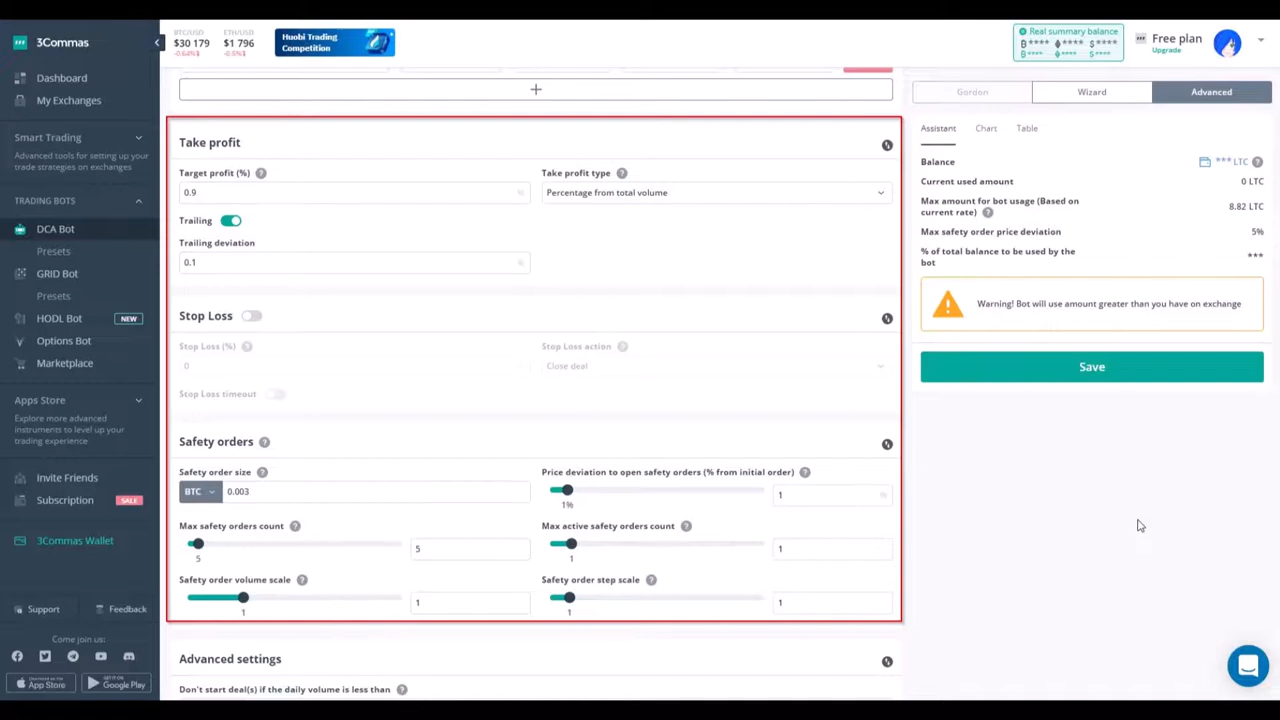 3Commas
Dashboard
My Exchanges
Smart Trading
Advanced tools for setting up your
trade strategies on exchanges
TRADING BOTS
DCA Bot
Presets
GRID Bot
Presets
HODL Bot NEW
Options Bot
Marketplace
Apps Store
Explore more advanced
instruments to level up your
trading experience
Invite Friends
Subscription SALE
3Commas Wallet
Support Feedback
Come join us:
Download on the
App Store
GET IT ON
Google Play
BTC/USD ETH/USD
$30 179 $1 796
-0.64% -0.5%
Huobi Trading
Competition
Real summary balance
₿**** ♦**** $****
₿**** ♦**** $****
Free plan
Upgrade
+
Take profit
Target profit (%) ? Take profit type ?
0.9 % Percentage from total volume
Trailing
Trailing deviation
0.1 %
Stop Loss
Stop Loss (%) ? Stop Loss action ?
0 Close deal
Stop Loss timeout
Safety orders ?
Safety order size ? Price deviation to open safety orders (% from initial order) ?
BTC 0.003 1 %
1%
Max safety orders count ? Max active safety orders count ?
5 1
5 1
Safety order volume scale ? Safety order step scale ?
1 1
1 1
Advanced settings
Don't start deal(s) if the daily volume is less than ?
Gordon Wizard Advanced
Assistant Chart Table
Balance *** LTC ?
Current used amount 0 LTC
Max amount for bot usage (Based on
current rate) ? 8.82 LTC
Max safety order price deviation 5%
% of total balance to be used by the
bot ***
Warning! Bot will use amount greater than you have on exchange
Save